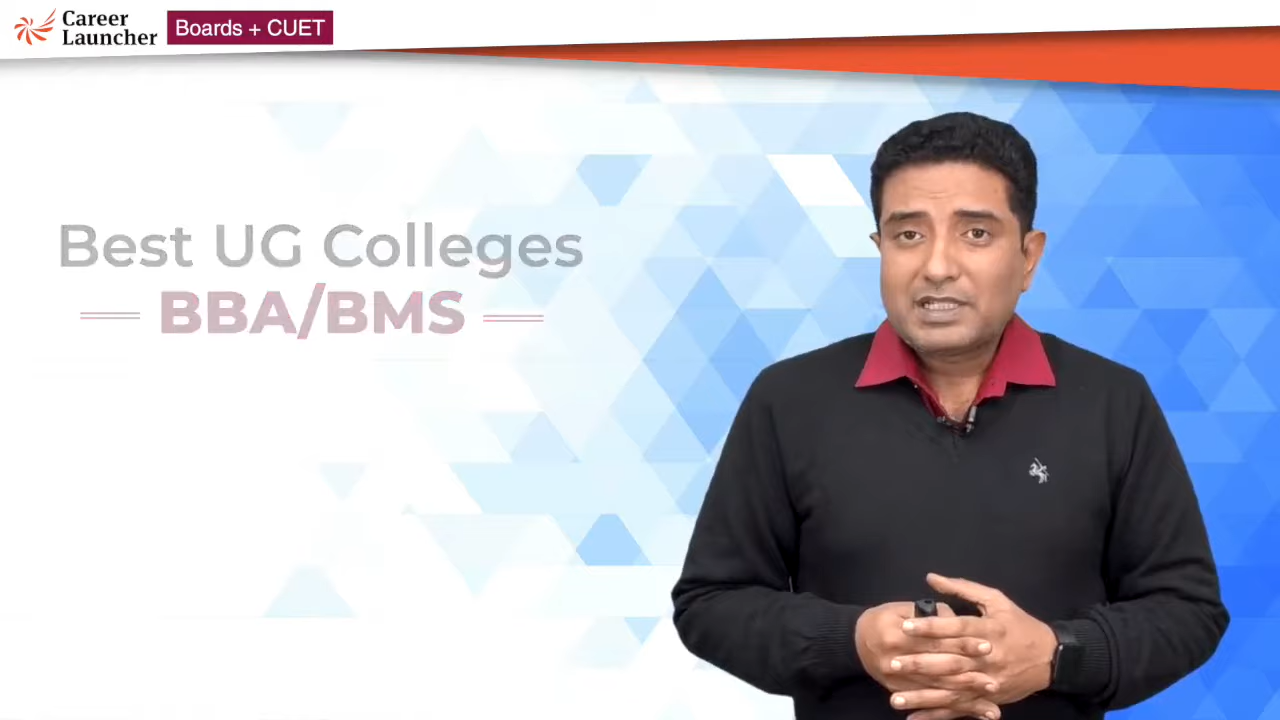 Career
Launcher
Boards + CUET
Best UG Colleges
BBA/BMS